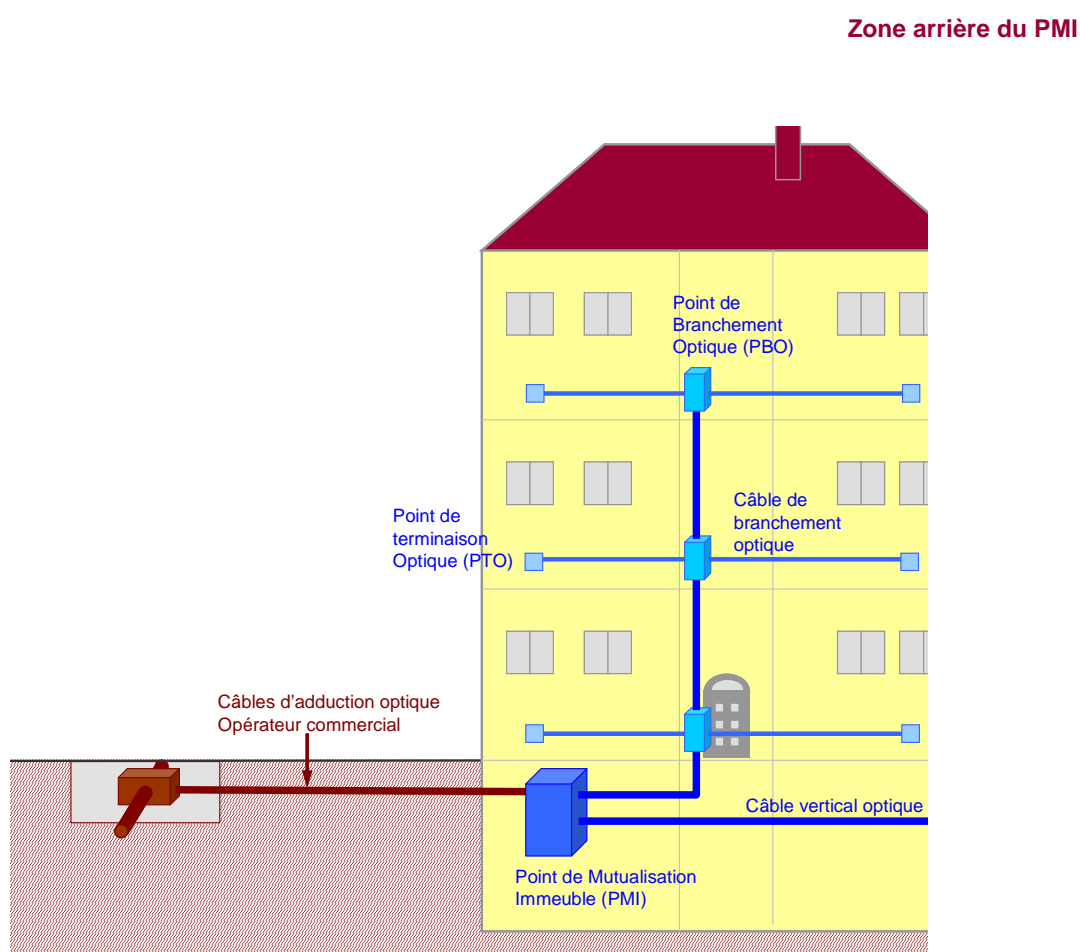 Zone arrière du PMI
Point de
Branchement
Optique (PBO)
Câble de
branchement
optique
Point de
terminaison
Optique (PTO)
Câbles d’adduction optique
Opérateur commercial
Câble vertical optique
Point de Mutualisation
Immeuble (PMI)